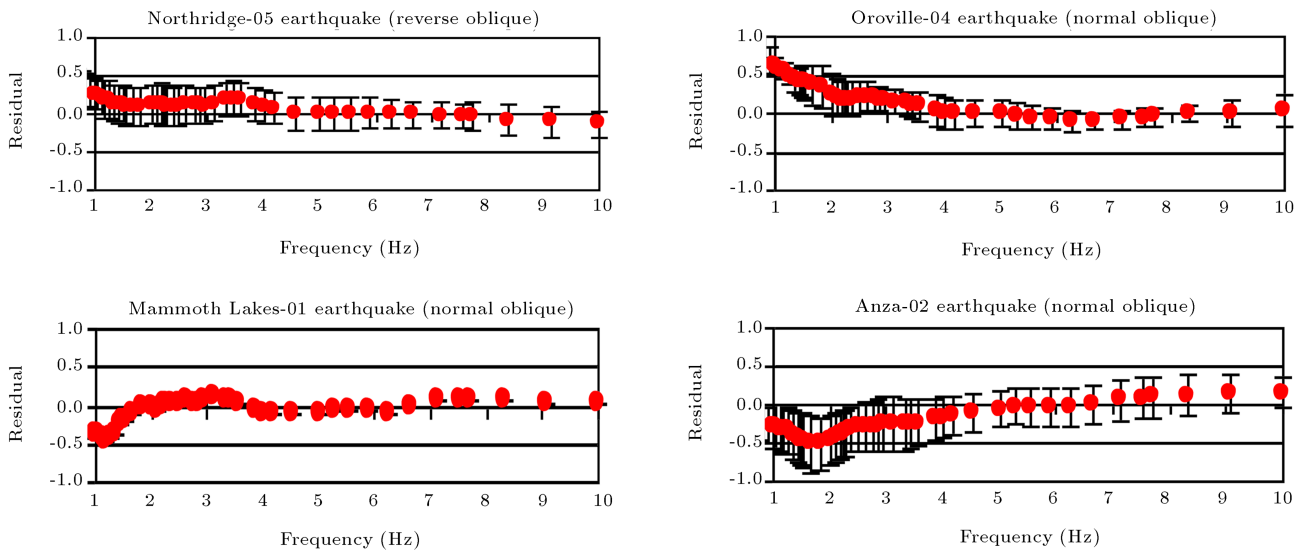 Northridge-05 earthquake (reverse oblique)
1.0
0.5
0.0
-0.5
-1.0
Residual
1 2 3 4 5 6 7 8 9 10
Frequency (Hz)
Oroville-04 earthquake (normal oblique)
1.0
0.5
0.0
-0.5
-1.0
Residual
1 2 3 4 5 6 7 8 9 10
Frequency (Hz)
Mammoth Lakes-01 earthquake (normal oblique)
1.0
0.5
0.0
-0.5
-1.0
Residual
1 2 3 4 5 6 7 8 9 10
Frequency (Hz)
Anza-02 earthquake (normal oblique)
1.0
0.5
0.0
-0.5
-1.0
Residual
1 2 3 4 5 6 7 8 9 10
Frequency (Hz)